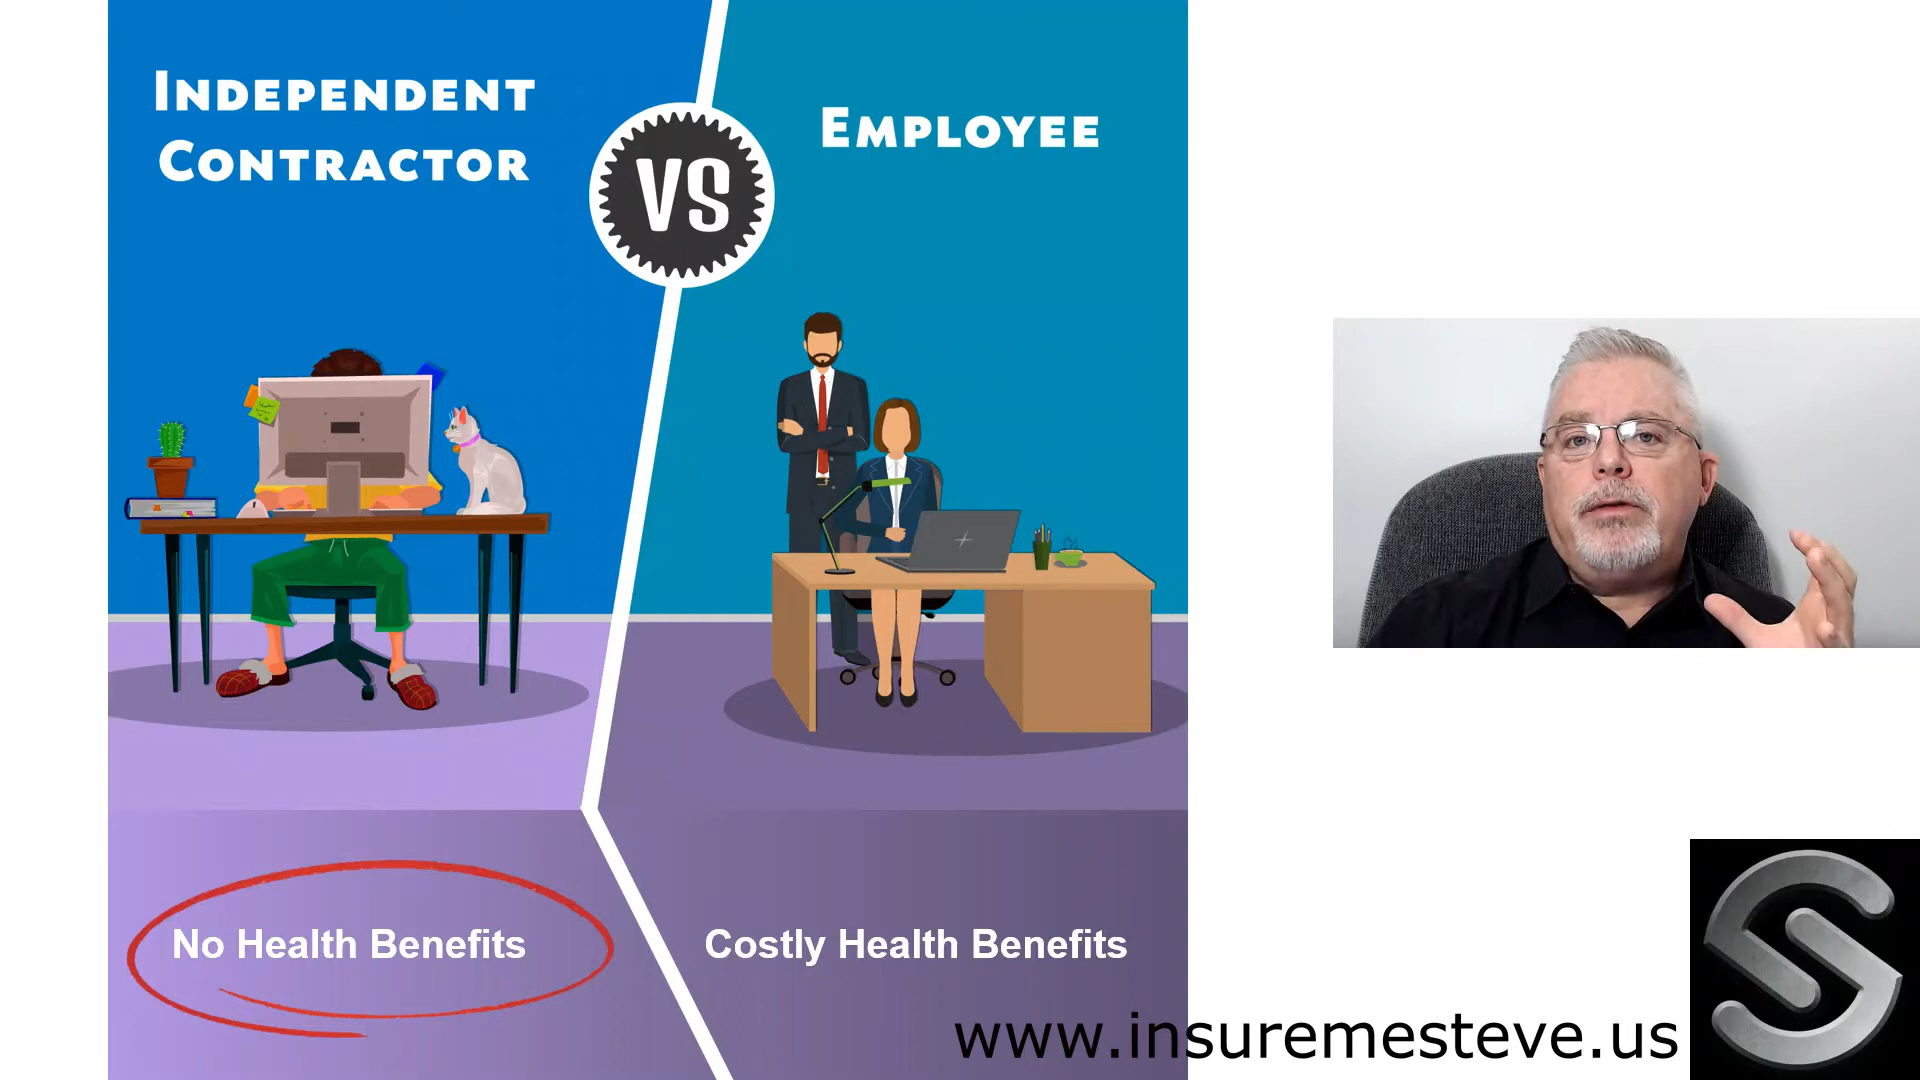 INDEPENDENT
CONTRACTOR
VS
EMPLOYEE
No Health Benefits
Costly Health Benefits
www.insuremesteve.us